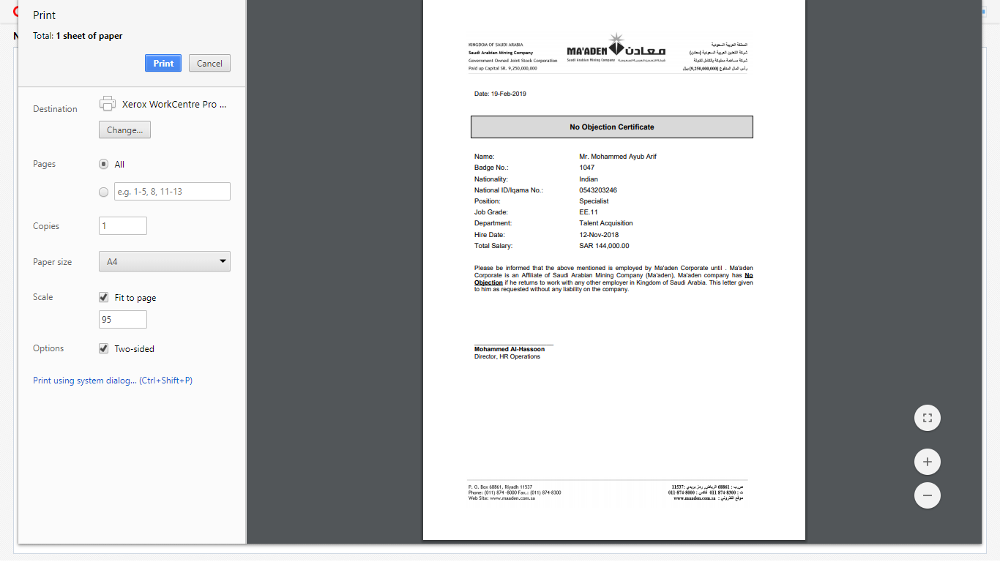 Print
Total: 1 sheet of paper
Print
Cancel
Destination
Xerox WorkCentre Pro ...
Change...
Pages
All
e.g. 1-5, 8, 11-13
Copies
1
Paper size
A4
Scale
Fit to page
95
Options
Two-sided
Print using system dialog... (Ctrl+Shift+P)
KINGDOM OF SAUDI ARABIA
Saudi Arabian Mining Company
Government Owned Joint Stock Corporation
Paid up Capital SR. 9,250,000,000
MA'ADEN معادن
Saudi Arabian Mining Company شركة التعدين العربية السعودية
المملكة العربية السعودية
شركة التعدين العربية السعودية (معادن)
شركة مساهمة مملوكة بالكامل للدولة
رأس المال المدفوع (9,250,000,000) ريال
Date: 19-Feb-2019
No Objection Certificate
Name: Mr. Mohammed Ayub Arif
Badge No.: 1047
Nationality: Indian
National ID/Iqama No.: 0543203246
Position: Specialist
Job Grade: EE.11
Department: Talent Acquisition
Hire Date: 12-Nov-2018
Total Salary: SAR 144,000.00
Please be informed that the above mentioned is employed by Ma'aden Corporate until . Ma'aden
Corporate is an Affiliate of Saudi Arabian Mining Company (Ma'aden), Ma'aden company has No
Objection if he returns to work with any other employer in Kingdom of Saudi Arabia. This letter given
to him as requested without any liability on the company.
Mohammed Al-Hassoon
Director, HR Operations
P. O. Box 68861, Riyadh 11537
Phone: (011) 874 -8000 Fax.: (011) 874-8300
Web Site: www.maaden.com.sa
ص.ب : 68861 الرياض, رمز بريدي :11537
ت : 011 874-8300 فاكس : 011-874-8000
موقع الكتروني : www.maaden.com.sa